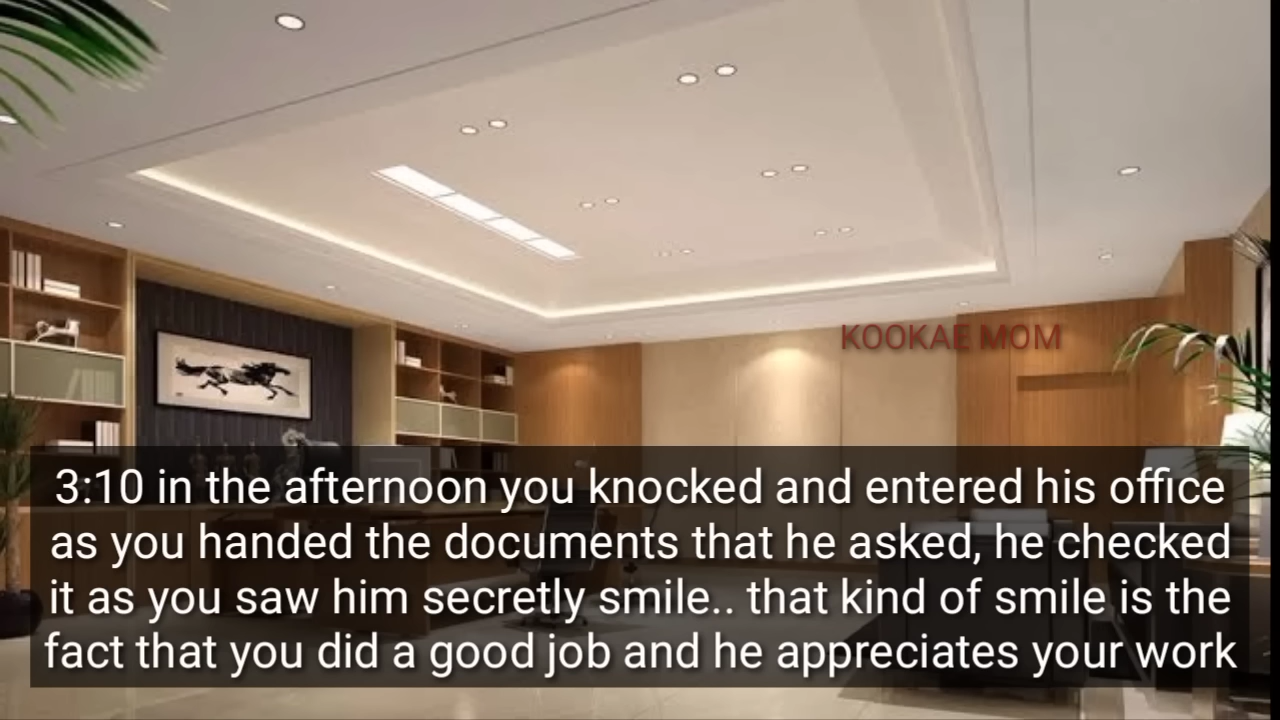 KOOKAE MOM
3:10 in the afternoon you knocked and entered his office
as you handed the documents that he asked, he checked
it as you saw him secretly smile.. that kind of smile is the
fact that you did a good job and he appreciates your work